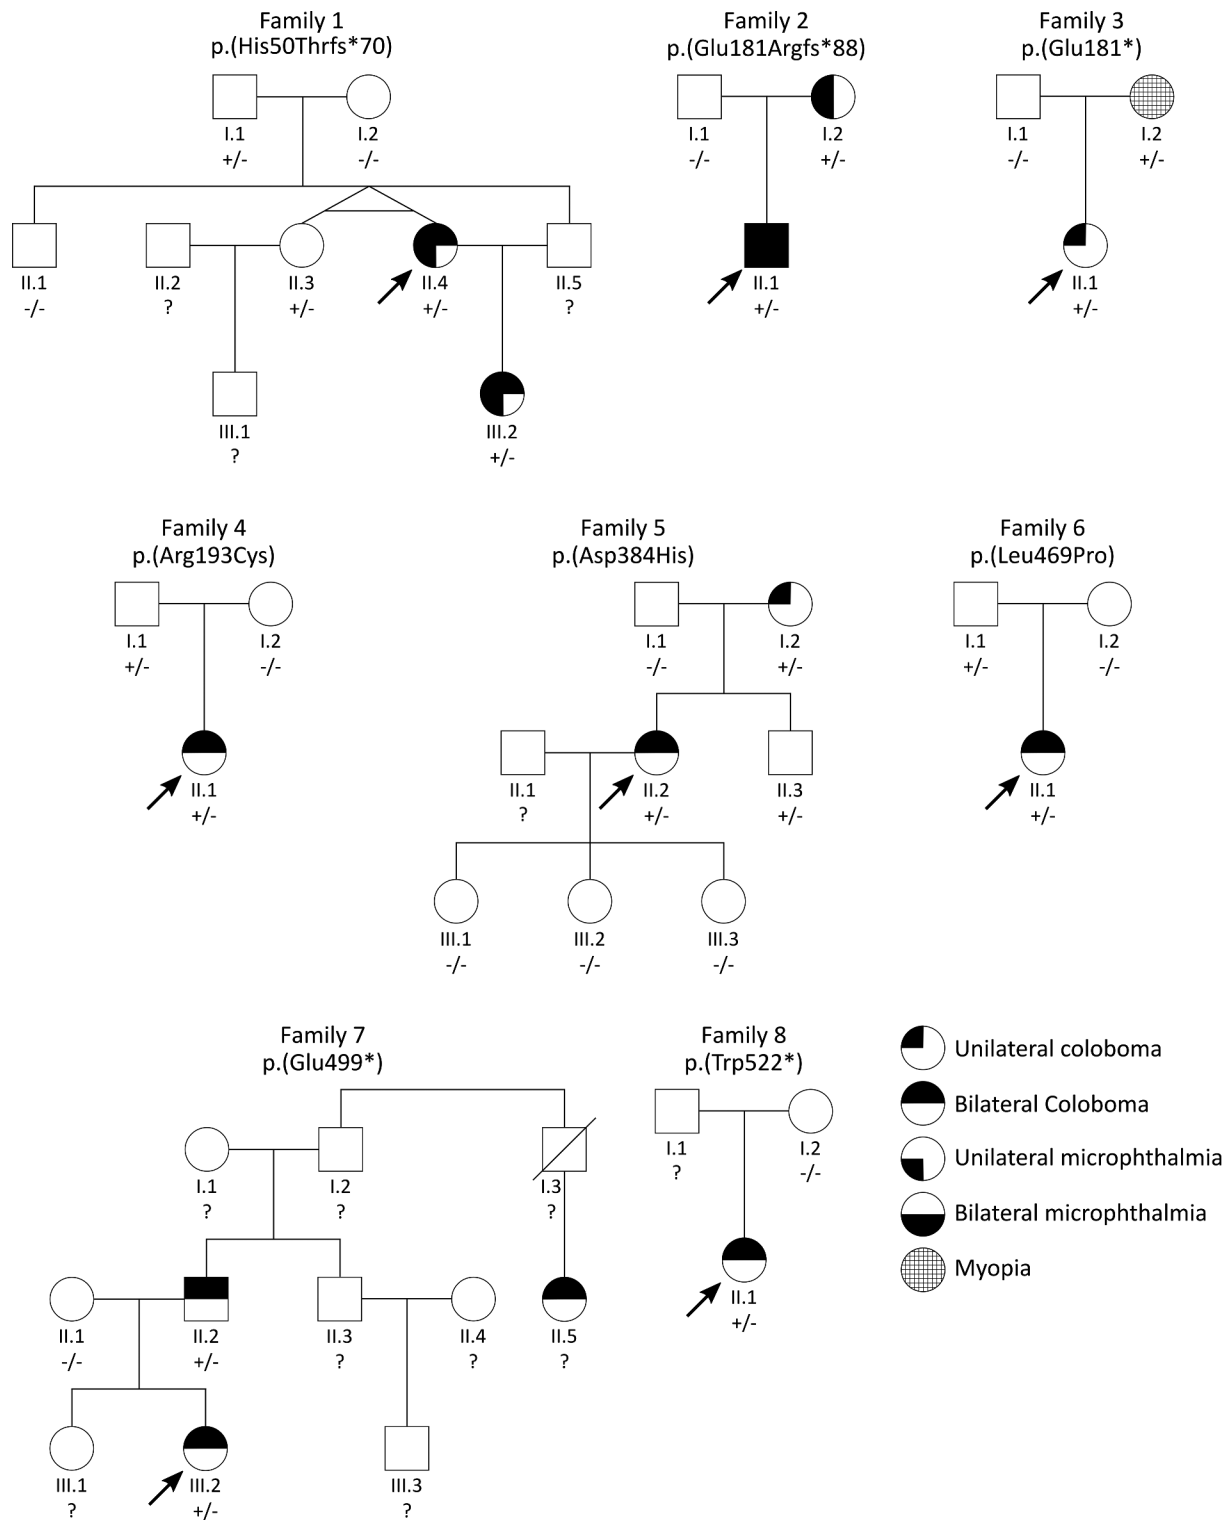 Family 1
p.(His50Thrfs*70)
I.1
+/-
I.2
-/-
II.1
-/-
II.2
?
II.3
+/-
II.4
+/-
II.5
?
III.1
?
III.2
+/-
Family 2
p.(Glu181Argfs*88)
I.1
-/-
I.2
+/-
II.1
+/-
Family 3
p.(Glu181*)
I.1
-/-
I.2
+/-
II.1
+/-
Family 4
p.(Arg193Cys)
I.1
+/-
I.2
-/-
II.1
+/-
Family 5
p.(Asp384His)
I.1
-/-
I.2
+/-
II.1
?
II.2
+/-
II.3
+/-
III.1
-/-
III.2
-/-
III.3
-/-
Family 6
p.(Leu469Pro)
I.1
+/-
I.2
-/-
II.1
+/-
Family 7
p.(Glu499*)
I.1
?
I.2
?
I.3
?
II.1
-/-
II.2
+/-
II.3
?
II.4
?
II.5
?
III.1
?
III.2
+/-
III.3
?
Family 8
p.(Trp522*)
I.1
?
I.2
-/-
II.1
+/-
Unilateral coloboma
Bilateral Coloboma
Unilateral microphthalmia
Bilateral microphthalmia
Myopia